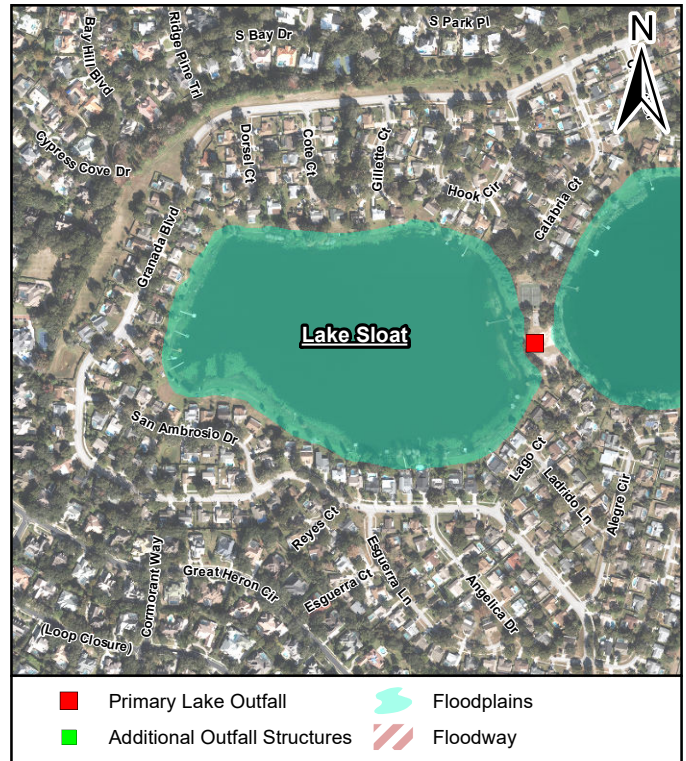 S Park Pl
S Bay Dr
Ridge Pine Trl
Bay Hill Blvd
N
Cypress Cove Dr
Dorsel Ct
Cote Ct
Gillette Ct
Hook Cir
Calabria Ct
Granada Blvd
Lake Sloat
San Ambrosio Dr
Lago Ct
Ladrido Ln
Alegre Cir
Reyes Ct
Esguerra Ln
Great Heron Cir
Esguerra Ct
Angelica Dr
Cormorant Way
(Loop Closure)
Primary Lake Outfall
Floodplains
Additional Outfall Structures
Floodway